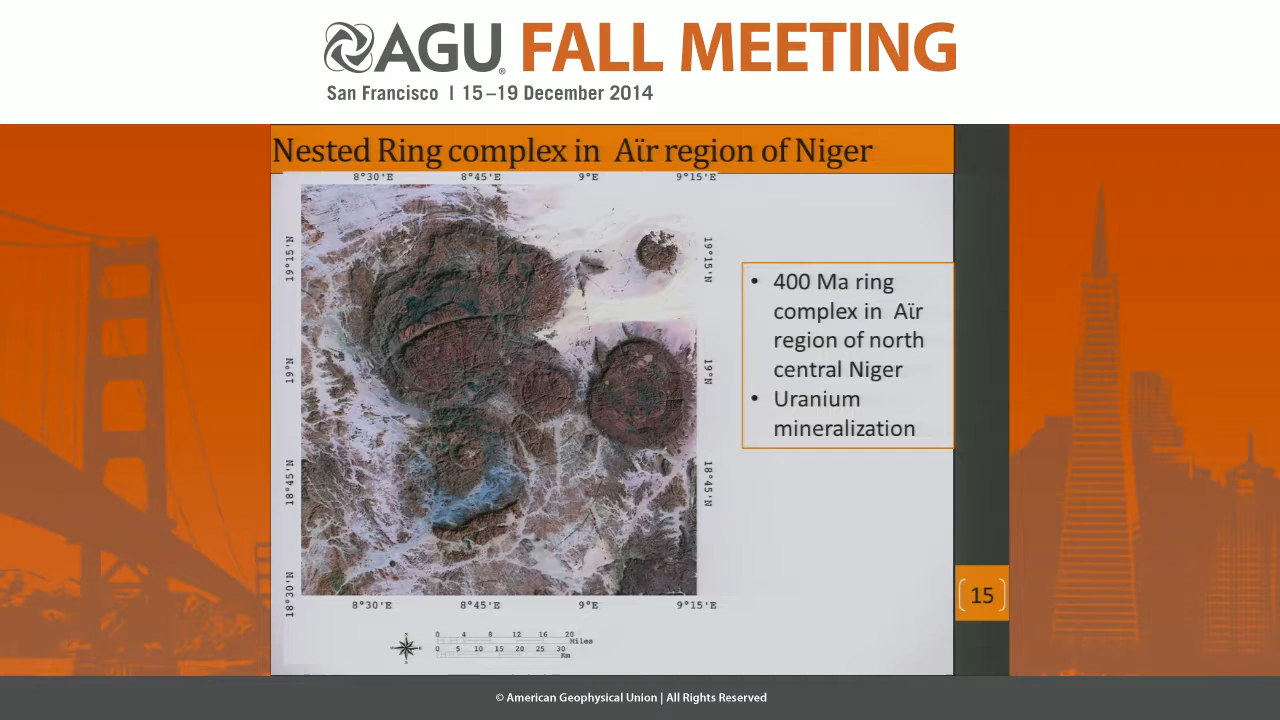 AGU® FALL MEETING
San Francisco | 15–19 December 2014
Nested Ring complex in Aïr region of Niger
8°30'E 8°45'E 9°E 9°15'E
19°15'N 19°15'N
19°N 19°N
18°45'N 18°45'N
18°30'N
8°30'E 8°45'E 9°E 9°15'E
0 4 8 12 16 20
Miles
0 5 10 15 20 25 30
Km
• 400 Ma ring
complex in Aïr
region of north
central Niger
• Uranium
mineralization
15
© American Geophysical Union | All Rights Reserved